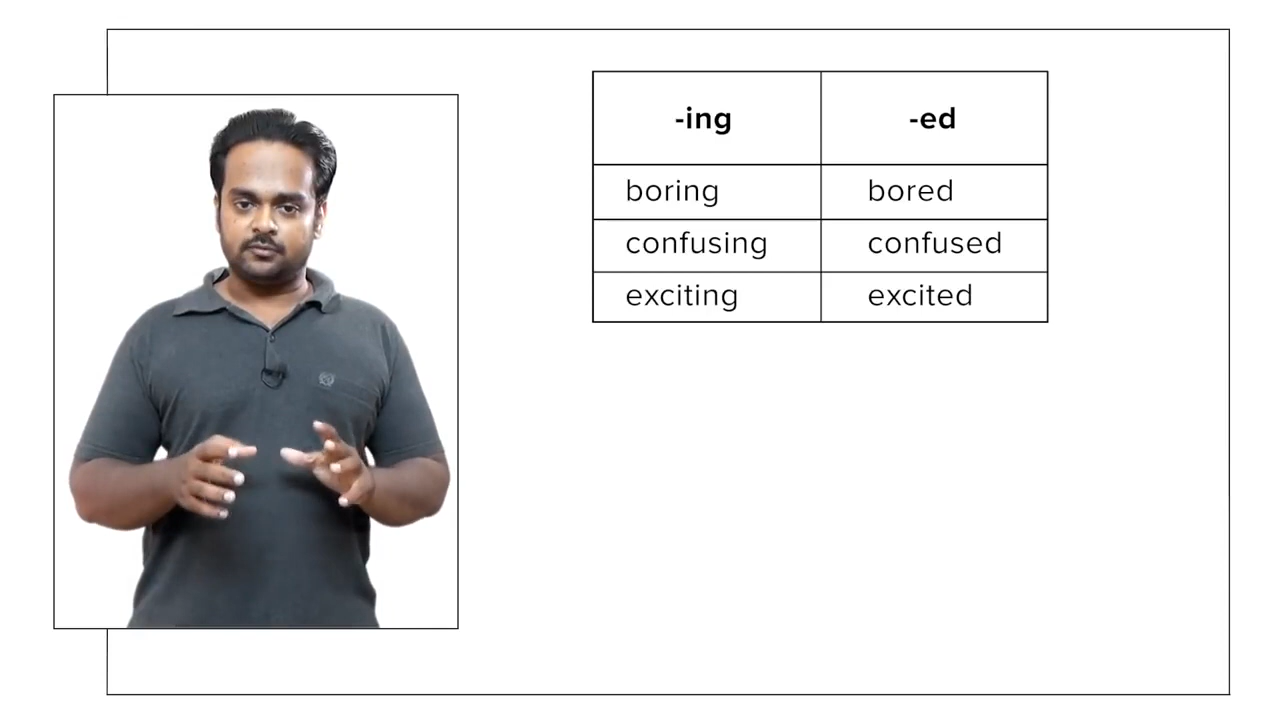 -ing -ed
boring bored
confusing confused
exciting excited